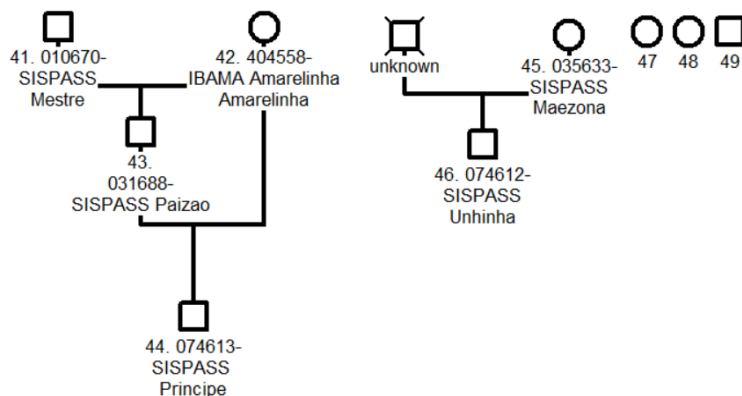 41. 010670-
SISPASS
Mestre
42. 404558-
IBAMA Amarelinha
Amarelinha
unknown
45. 035633-
SISPASS
Maezona
47
48
49
43.
031688-
SISPASS Paizao
46. 074612-
SISPASS
Unhinha
44. 074613-
SISPASS
Principe